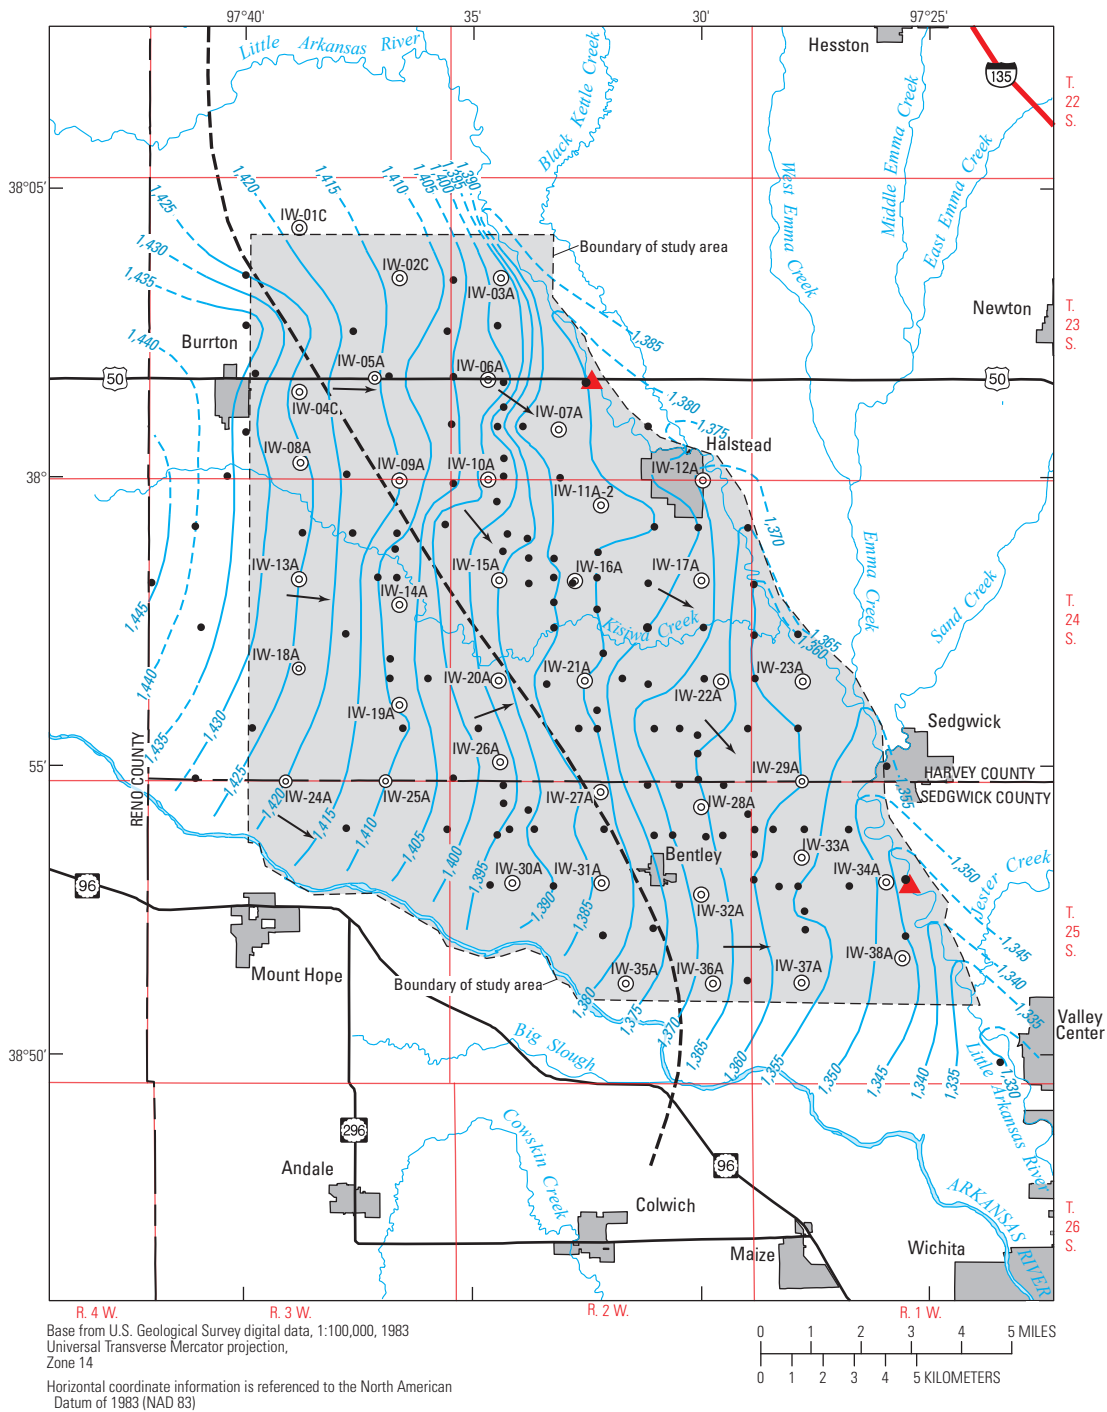 97°40'
35'
30'
97°25'
Little Arkansas River
Black Kettle Creek
Hesston
135
T.
22
S.
Middle Emma Creek
East Emma Creek
West Emma Creek
38°05'
1,425
1,420
1,415
1,410
1,405
1,400
1,395
1,390
IW-01C
1,430
1,435
Boundary of study area
IW-02C
IW-03A
Newton
T.
23
S.
1,440
Burrton
1,385
IW-05A
IW-06A
50
50
IW-04C
1,380
IW-07A
1,375
Halstead
IW-08A
IW-09A
IW-10A
IW-12A
38°
IW-11A-2
1,370
Emma Creek
IW-13A
IW-14A
IW-15A
IW-16A
IW-17A
Sand Creek
1,445
Kisiwa Creek
T.
24
S.
1,365
1,360
IW-18A
IW-20A
IW-21A
IW-22A
IW-23A
1,440
IW-19A
1,430
1,435
Sedgwick
IW-26A
55'
IW-29A
HARVEY COUNTY
SEDGWICK COUNTY
RENO COUNTY
1,425
IW-24A
IW-25A
IW-27A
IW-28A
1,355
1,420
1,415
1,410
1,405
1,400
1,395
IW-33A
Bentley
1,350
Jester Creek
IW-30A
IW-31A
IW-34A
96
1,390
1,385
IW-32A
T.
25
S.
1,345
IW-38A
Mount Hope
IW-35A
IW-36A
IW-37A
1,340
Boundary of study area
1,335
Valley
Center
1,380
1,375
1,370
Big Slough
38°50'
1,365
1,360
1,355
1,350
1,345
1,340
1,335
1,330
Little Arkansas River
296
Cowskin Creek
96
Andale
Colwich
ARKANSAS RIVER
T.
26
S.
Maize
Wichita
R. 4 W.
R. 3 W.
R. 2 W.
R. 1 W.
Base from U.S. Geological Survey digital data, 1:100,000, 1983
Universal Transverse Mercator projection,
Zone 14
0 1 2 3 4 5 MILES
0 1 2 3 4 5 KILOMETERS
Horizontal coordinate information is referenced to the North American
Datum of 1983 (NAD 83)